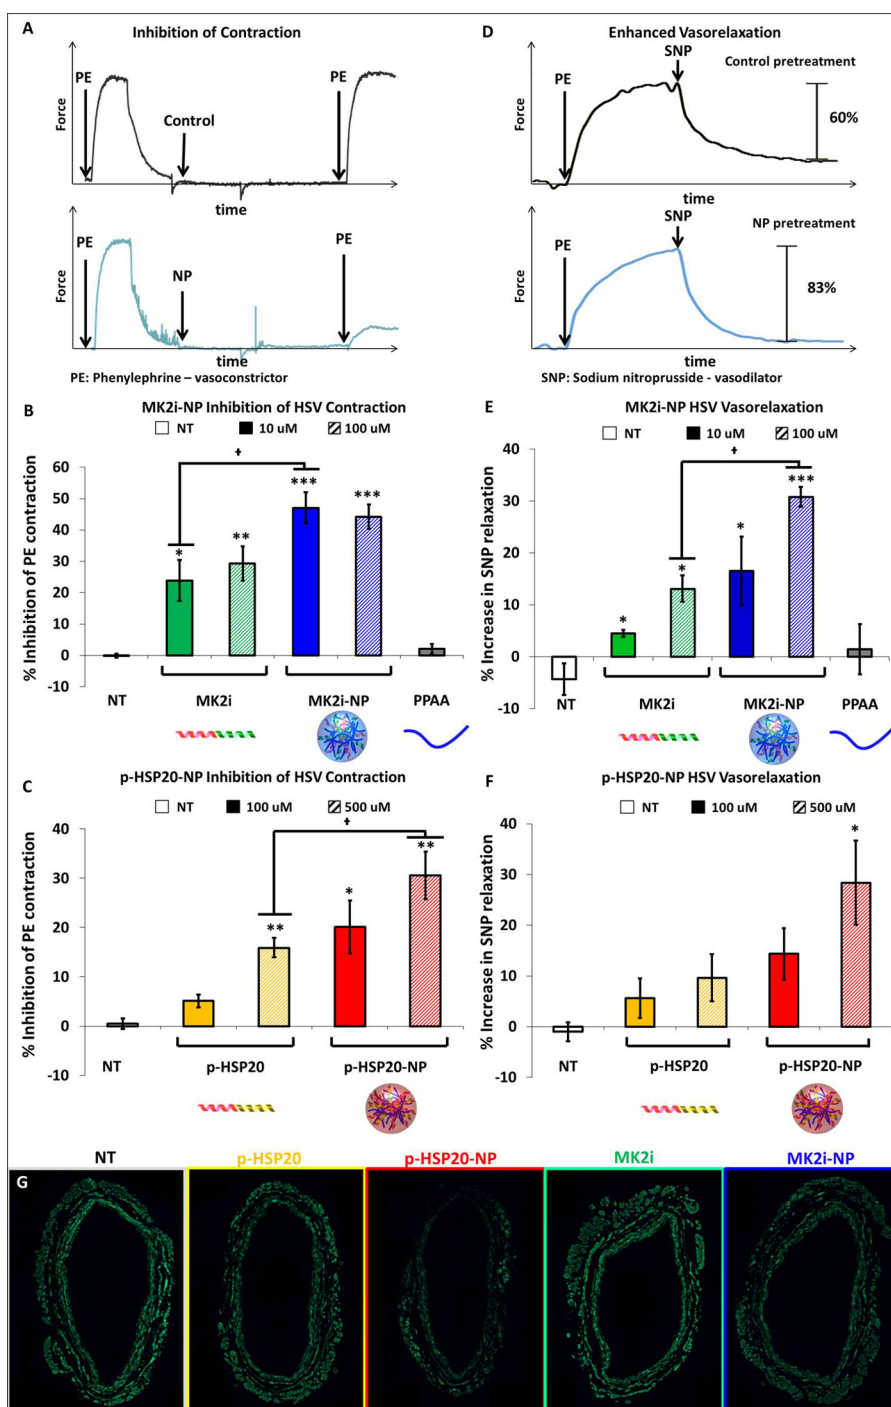 A
Inhibition of Contraction
PE
Control
PE
Force
time
PE
NP
PE
Force
time
PE: Phenylephrine – vasoconstrictor
D
Enhanced Vasorelaxation
SNP
Control pretreatment
PE
60%
Force
time
SNP
NP pretreatment
PE
83%
Force
time
SNP: Sodium nitroprusside - vasodilator
B
MK2i-NP Inhibition of HSV Contraction
NT 10 uM 100 uM
% Inhibition of PE contraction
60
50
40
30
20
10
0
-10
* ** *** ***
NT MK2i MK2i-NP PPAA
E
MK2i-NP HSV Vasorelaxation
NT 10 uM 100 uM
% Increase in SNP relaxation
40
30
20
10
0
-10
* * * ***
NT MK2i MK2i-NP PPAA
C
p-HSP20-NP Inhibition of HSV Contraction
NT 100 uM 500 uM
% Inhibition of PE contraction
40
30
20
10
0
-10
** * **
NT p-HSP20 p-HSP20-NP
F
p-HSP20-NP HSV Vasorelaxation
NT 100 uM 500 uM
% Increase in SNP relaxation
40
30
20
10
0
-10
*
NT p-HSP20 p-HSP20-NP
NT p-HSP20 p-HSP20-NP MK2i MK2i-NP
G